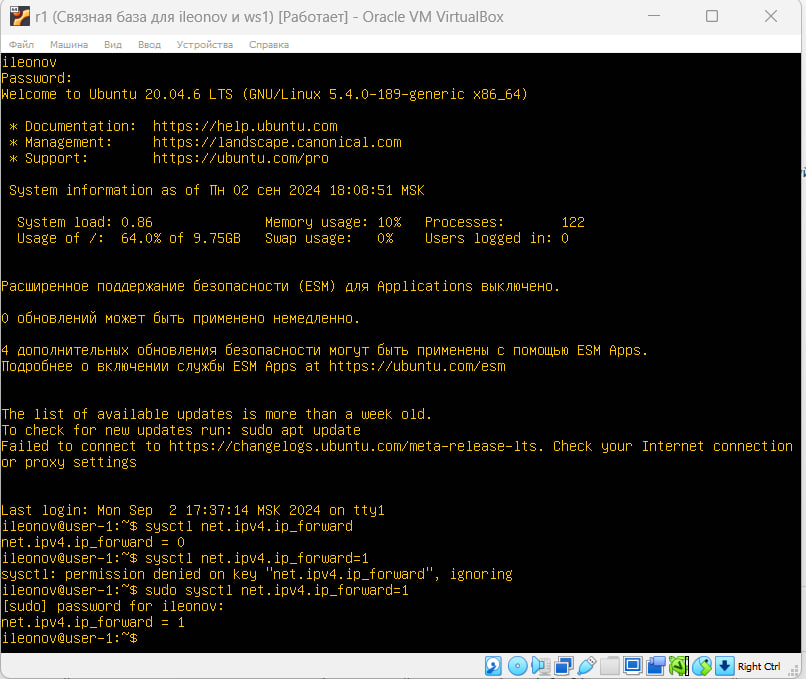 r1 (Связная база для ileonov и ws1) [Работает] - Oracle VM VirtualBox
Файл Машина Вид Ввод Устройства Справка
ileonov
Password:
Welcome to Ubuntu 20.04.6 LTS (GNU/Linux 5.4.0-189-generic x86_64)
* Documentation: https://help.ubuntu.com
* Management: https://landscape.canonical.com
* Support: https://ubuntu.com/pro
System information as of Пн 02 сен 2024 18:08:51 MSK
System load: 0.86 Memory usage: 10% Processes: 122
Usage of /: 64.0% of 9.75GB Swap usage: 0% Users logged in: 0
Расширенное поддержание безопасности (ESM) для Applications выключено.
0 обновлений может быть применено немедленно.
4 дополнительных обновления безопасности могут быть применены с помощью ESM Apps.
Подробнее о включении службы ESM Apps at https://ubuntu.com/esm
The list of available updates is more than a week old.
To check for new updates run: sudo apt update
Failed to connect to https://changelogs.ubuntu.com/meta-release-lts. Check your Internet connection
or proxy settings
Last login: Mon Sep  2 17:37:14 MSK 2024 on tty1
ileonov@user-1:~$ sysctl net.ipv4.ip_forward
net.ipv4.ip_forward = 0
ileonov@user-1:~$ sysctl net.ipv4.ip_forward=1
sysctl: permission denied on key "net.ipv4.ip_forward", ignoring
ileonov@user-1:~$ sudo sysctl net.ipv4.ip_forward=1
[sudo] password for ileonov:
net.ipv4.ip_forward = 1
ileonov@user-1:~$
Right Ctrl